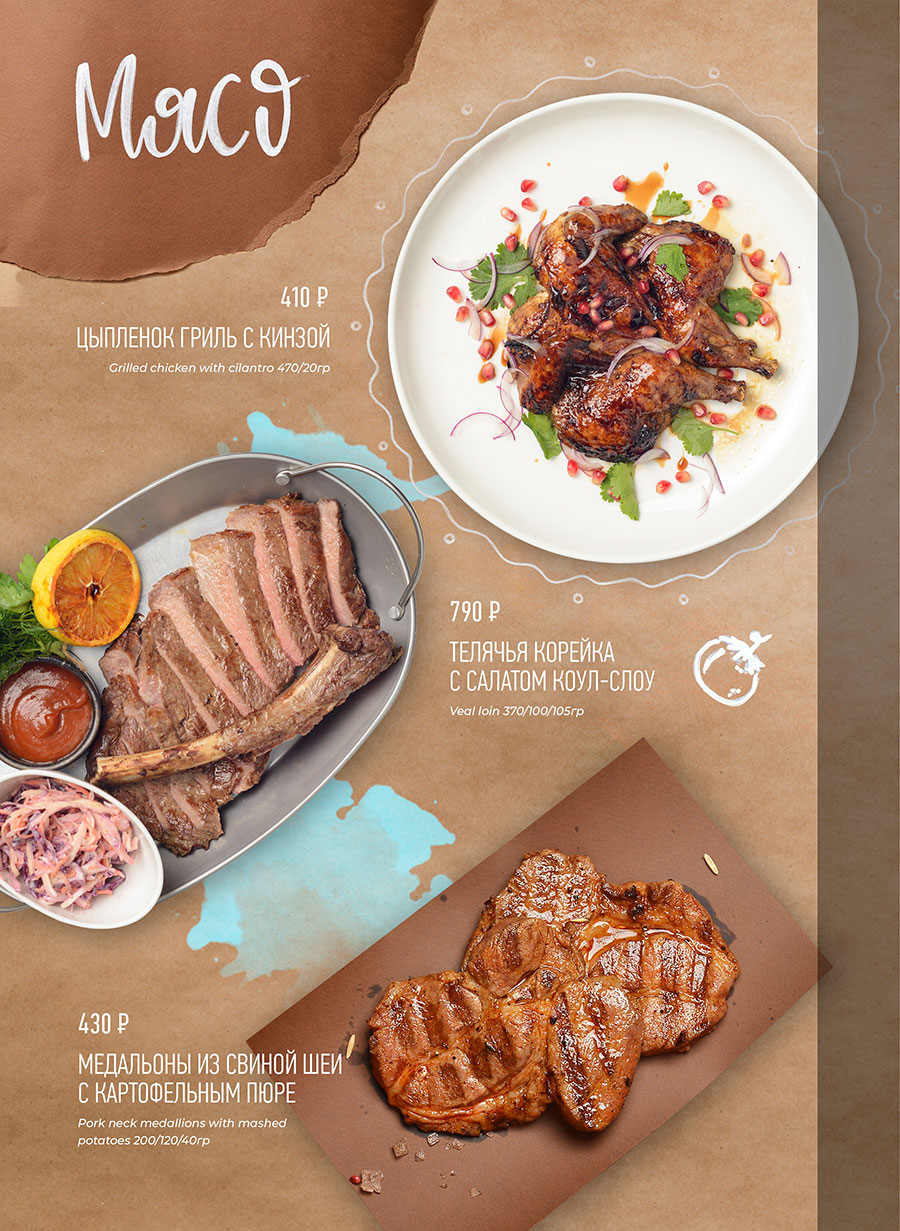 Мясо
410 ₽
ЦЫПЛЕНОК ГРИЛЬ С КИНЗОЙ
Grilled chicken with cilantro 470/20гр
790 ₽
ТЕЛЯЧЬЯ КОРЕЙКА
С САЛАТОМ КОУЛ-СЛОУ
Veal loin 370/100/105гр
430 ₽
МЕДАЛЬОНЫ ИЗ СВИНОЙ ШЕИ
С КАРТОФЕЛЬНЫМ ПЮРЕ
Pork neck medallions with mashed
potatoes 200/120/40гр